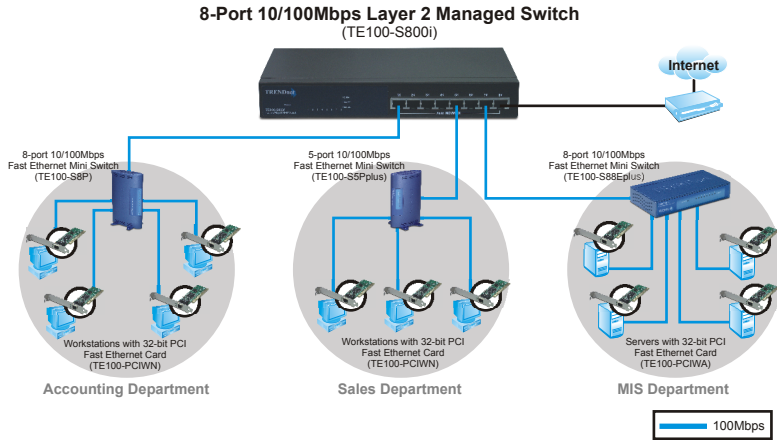 8-Port 10/100Mbps Layer 2 Managed Switch
(TE100-S800i)
TRENDnet
Internet
8-port 10/100Mbps
Fast Ethernet Mini Switch
(TE100-S8P)
5-port 10/100Mbps
Fast Ethernet Mini Switch
(TE100-S5Pplus)
8-port 10/100Mbps
Fast Ethernet Mini Switch
(TE100-S88Eplus)
Workstations with 32-bit PCI
Fast Ethernet Card
(TE100-PCIWN)
Workstations with 32-bit PCI
Fast Ethernet Card
(TE100-PCIWN)
Servers with 32-bit PCI
Fast Ethernet Card
(TE100-PCIWA)
Accounting Department
Sales Department
MIS Department
100Mbps